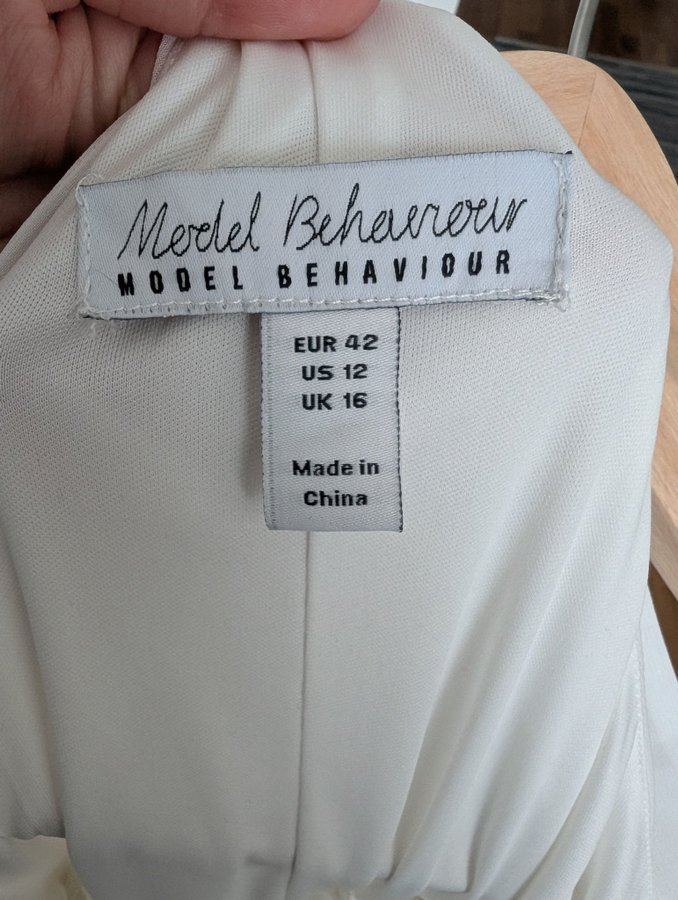 Model Behaviour
MODEL BEHAVIOUR
EUR 42
US 12
UK 16
Made in
China